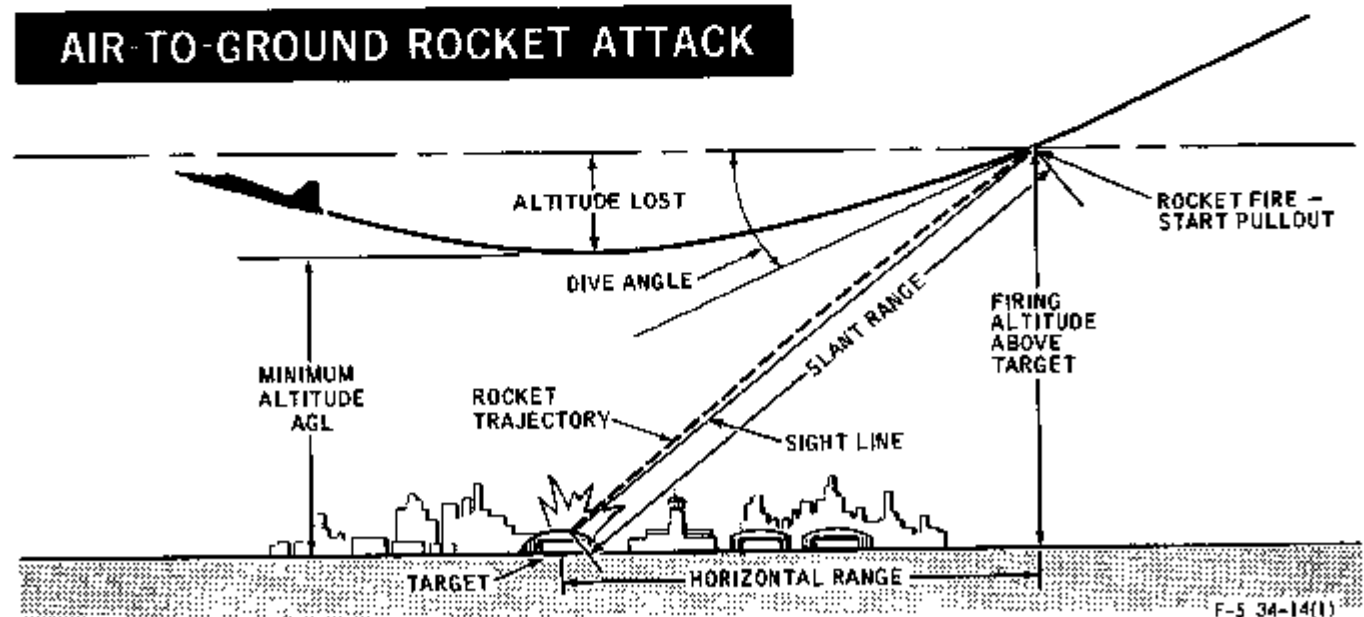 AIR-TO-GROUND ROCKET ATTACK
ALTITUDE LOST
ROCKET FIRE –
START PULLOUT
DIVE ANGLE
FIRING
ALTITUDE
ABOVE
TARGET
SLANT RANGE
MINIMUM
ALTITUDE
AGL
ROCKET
TRAJECTORY
SIGHT LINE
TARGET
HORIZONTAL RANGE
F-5 34-14(1)